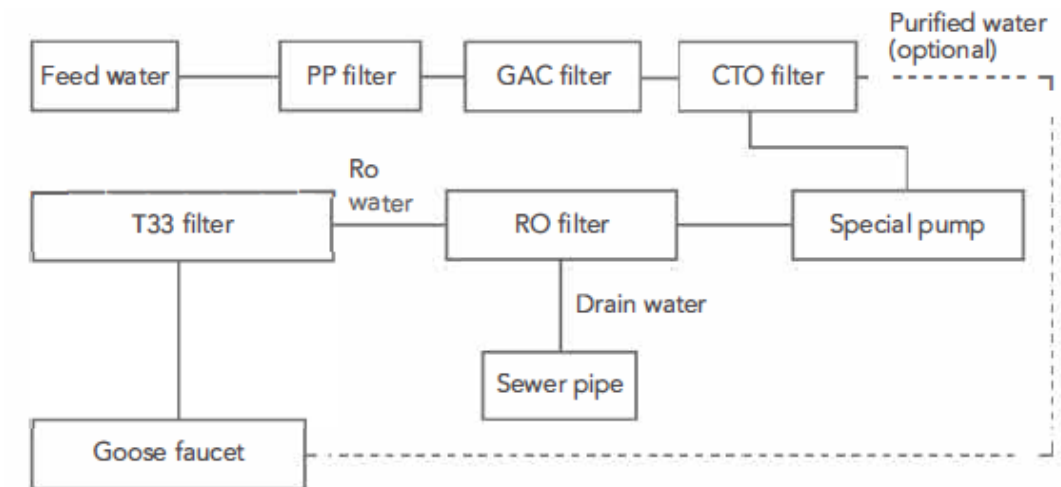 Purified water
(optional)
Feed water
PP filter
GAC filter
CTO filter
Ro
water
T33 filter
RO filter
Special pump
Drain water
Sewer pipe
Goose faucet